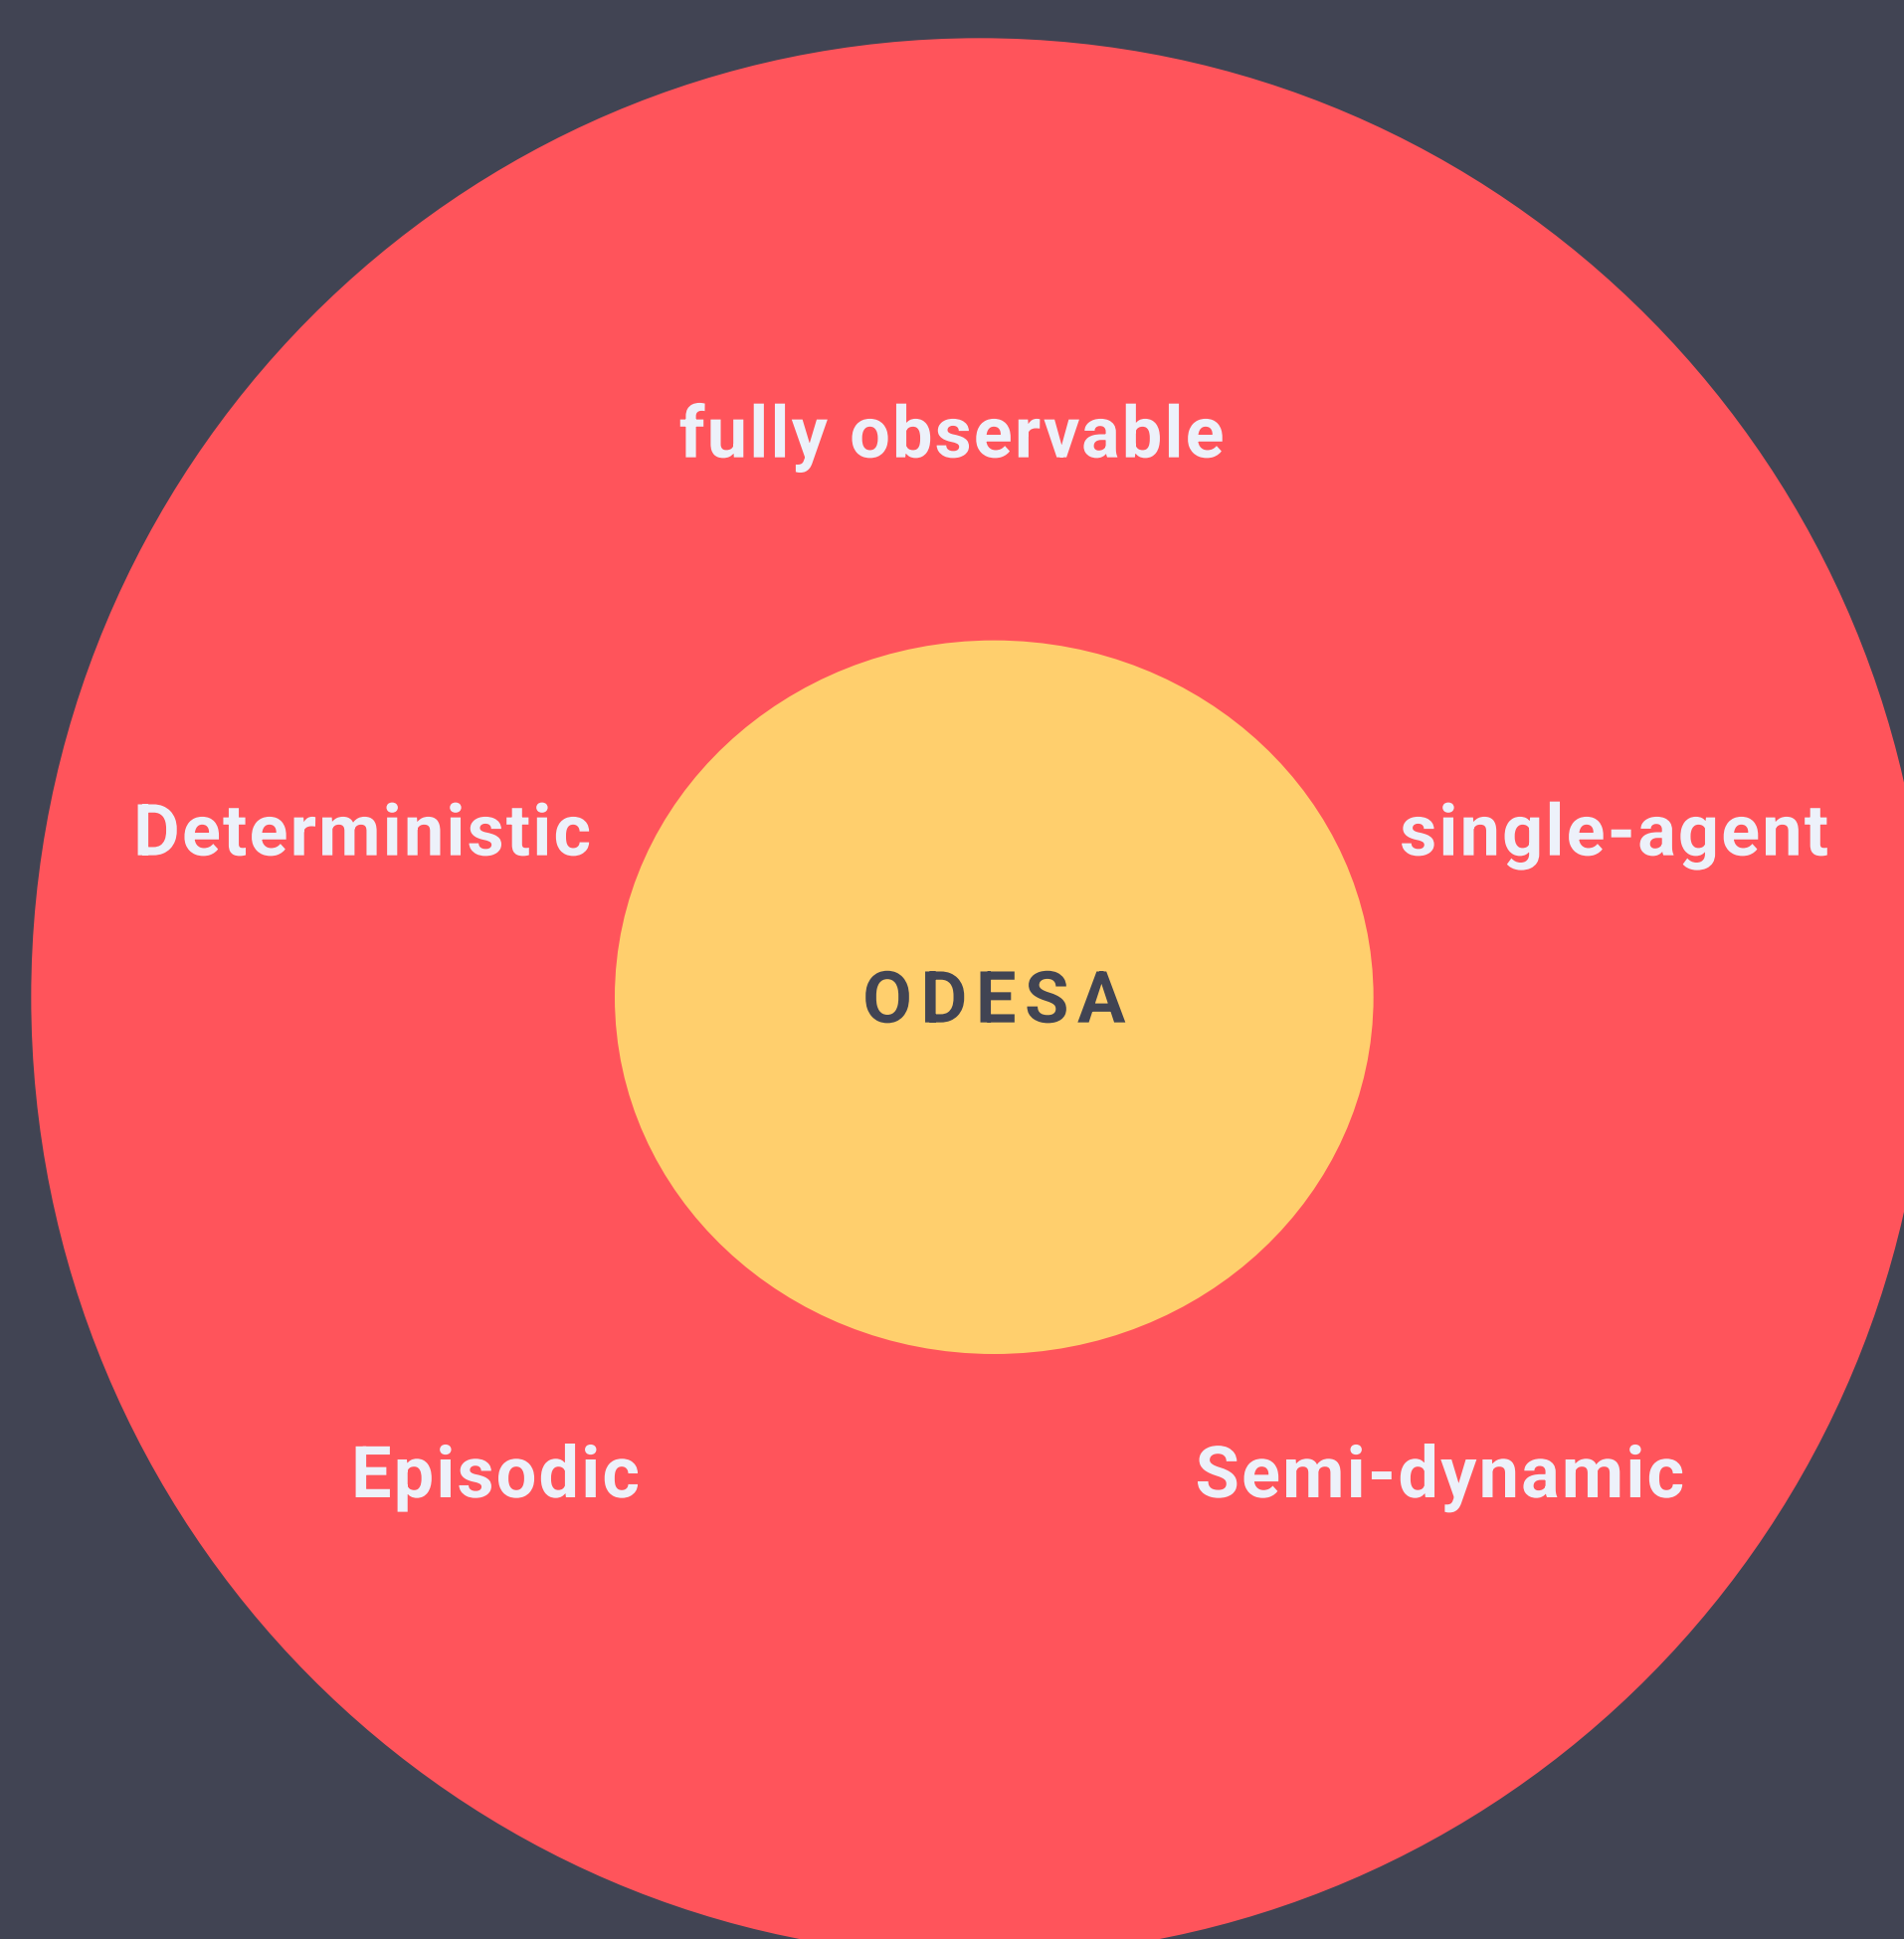 fully observable
Deterministic
single-agent
ODESA
Episodic
Semi-dynamic